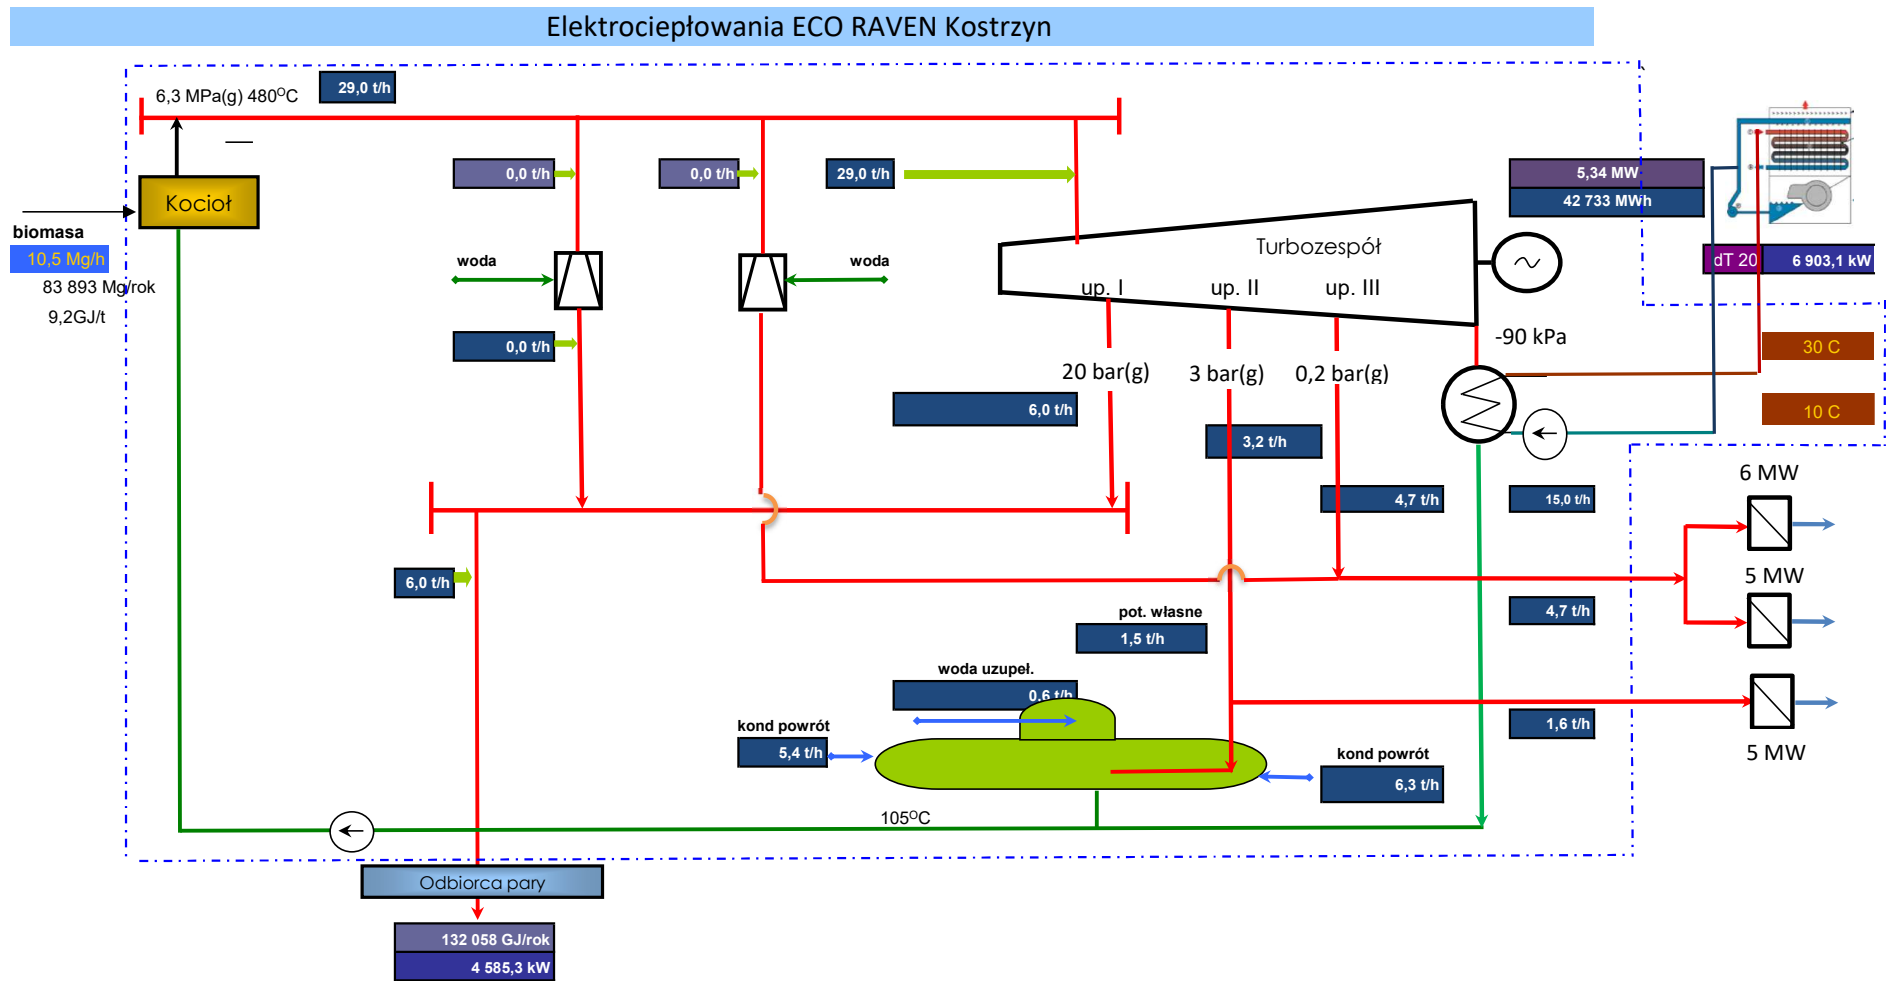 Elektrociepłowania ECO RAVEN Kostrzyn
6,3 MPa(g) 480°C
29,0 t/h
Kocioł
biomasa
10,5 Mg/h
83 893 Mg/rok
9,2GJ/t
0,0 t/h
0,0 t/h
29,0 t/h
5,34 MW
42 733 MWh
dT 20
6 903,1 kW
woda
woda
Turbozespół
up. I
up. II
up. III
0,0 t/h
-90 kPa
30 C
20 bar(g)
3 bar(g)
0,2 bar(g)
10 C
6,0 t/h
3,2 t/h
6 MW
4,7 t/h
15,0 t/h
5 MW
6,0 t/h
pot. własne
1,5 t/h
4,7 t/h
woda uzupeł.
0,6 t/h
kond powrót
5,4 t/h
1,6 t/h
5 MW
kond powrót
6,3 t/h
105°C
Odbiorca pary
132 058 GJ/rok
4 585,3 kW